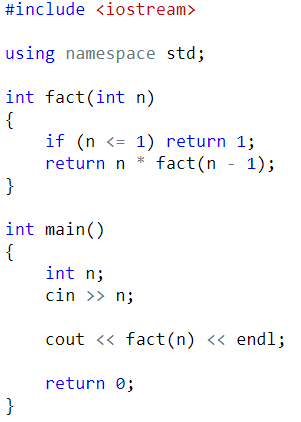 #include <iostream>
using namespace std;
int fact(int n)
{
    if (n <= 1) return 1;
    return n * fact(n - 1);
}
int main()
{
    int n;
    cin >> n;
    cout << fact(n) << endl;
    return 0;
}